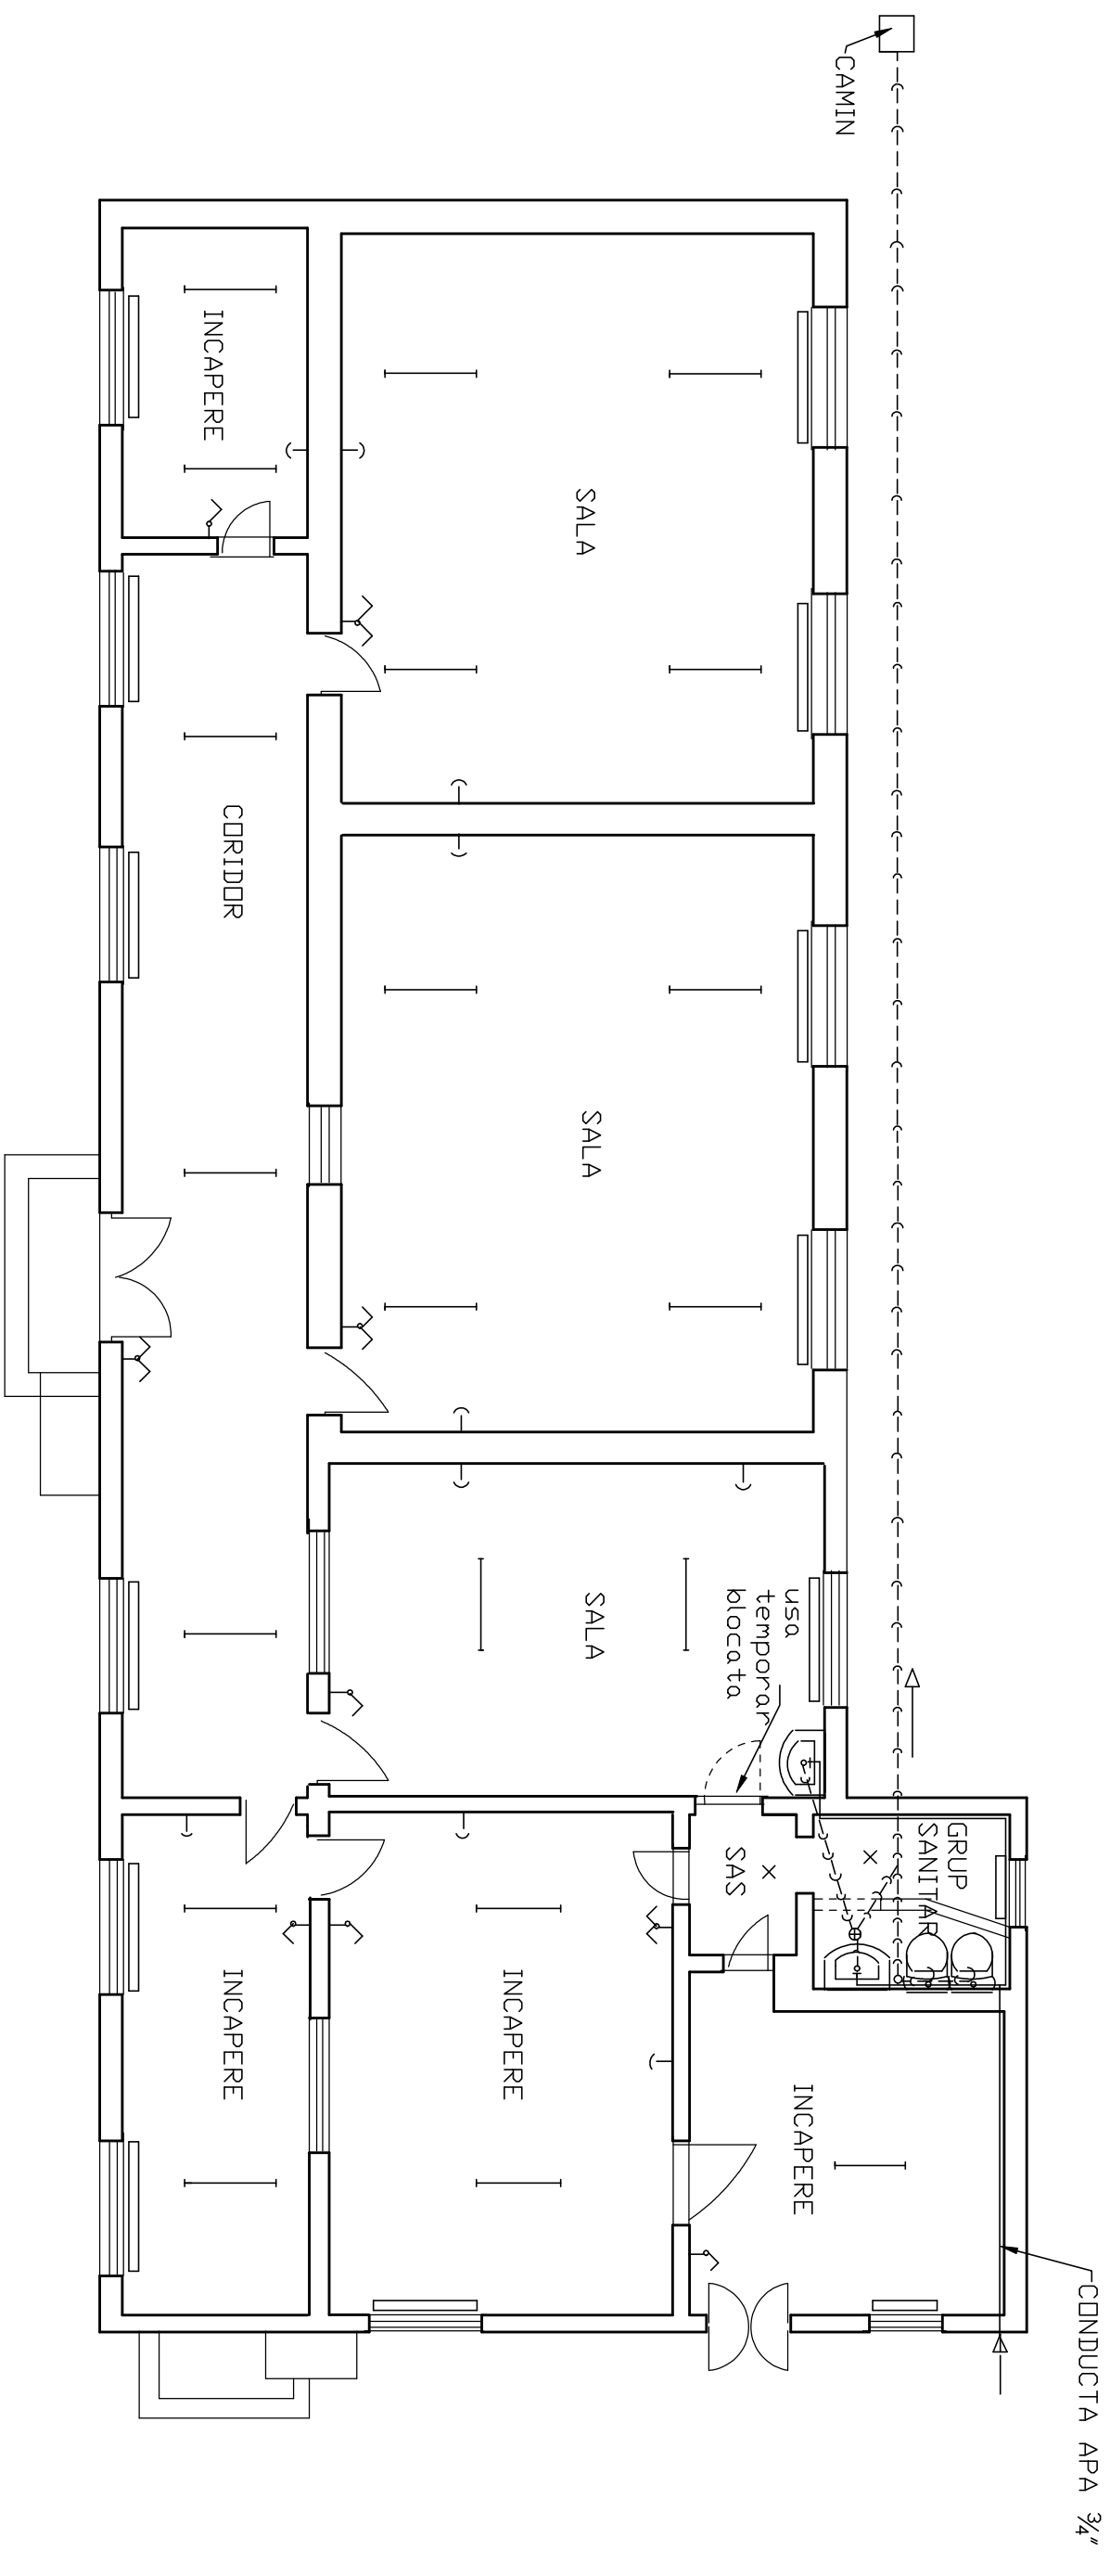 CAMIN
INCAPERE
SALA
CORIDOR
SALA
SALA
usa
temporar
blocata
SAS
GRUP
SANITAR
INCAPERE
INCAPERE
INCAPERE
CONDUCTA APA ¾"